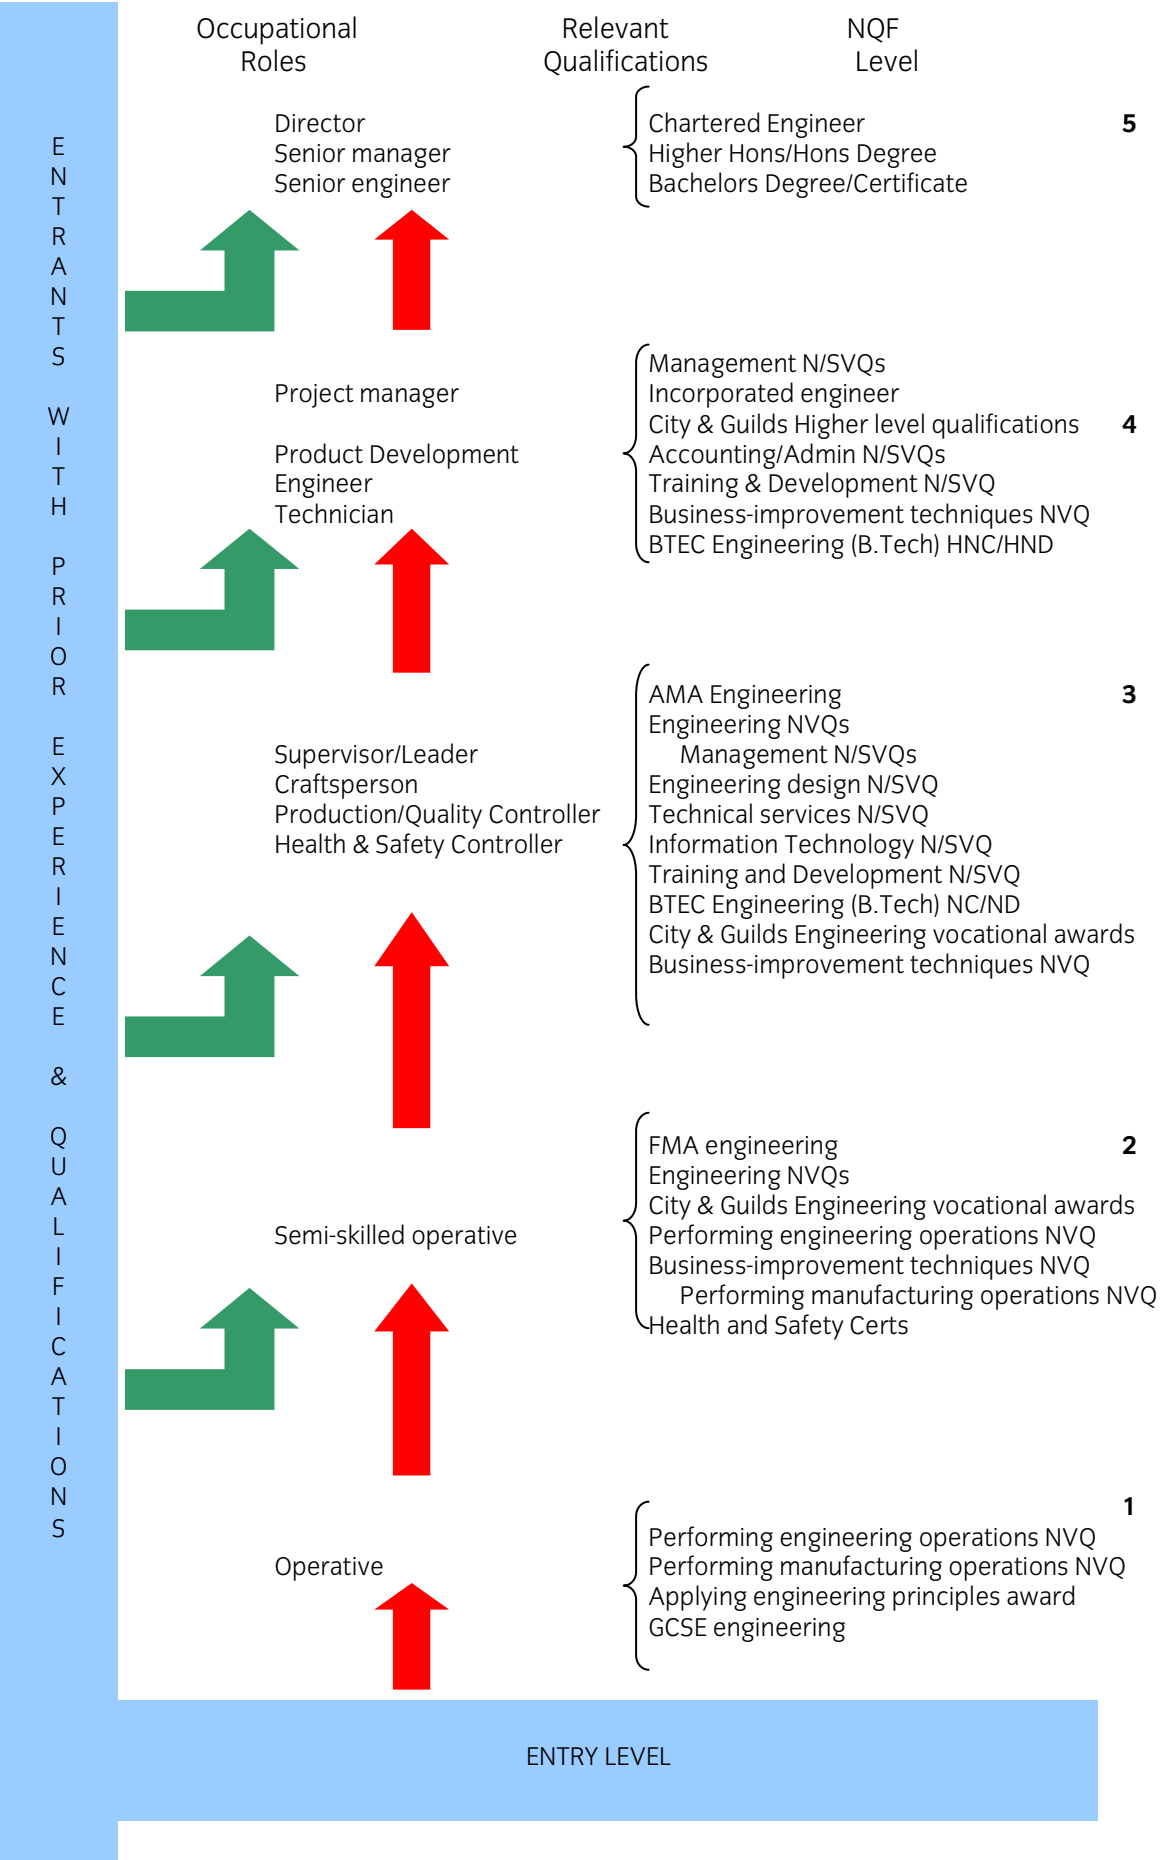 Occupational Relevant NQF
Roles Qualifications Level
Director Chartered Engineer 5
Senior manager Higher Hons/Hons Degree
Senior engineer Bachelors Degree/Certificate
Management N/SVQs
Project manager Incorporated engineer
City & Guilds Higher level qualifications 4
Product Development Accounting/Admin N/SVQs
Engineer Training & Development N/SVQ
Technician Business-improvement techniques NVQ
BTEC Engineering (B.Tech) HNC/HND
AMA Engineering 3
Engineering NVQs
Supervisor/Leader Management N/SVQs
Craftsperson Engineering design N/SVQ
Production/Quality Controller Technical services N/SVQ
Health & Safety Controller Information Technology N/SVQ
Training and Development N/SVQ
BTEC Engineering (B.Tech) NC/ND
City & Guilds Engineering vocational awards
Business-improvement techniques NVQ
FMA engineering 2
Engineering NVQs
City & Guilds Engineering vocational awards
Semi-skilled operative Performing engineering operations NVQ
Business-improvement techniques NVQ
Performing manufacturing operations NVQ
Health and Safety Certs
1
Performing engineering operations NVQ
Operative Performing manufacturing operations NVQ
Applying engineering principles award
GCSE engineering
ENTRY LEVEL
ENTRANTS WITH PRIOR EXPERIENCE & QUALIFICATIONS